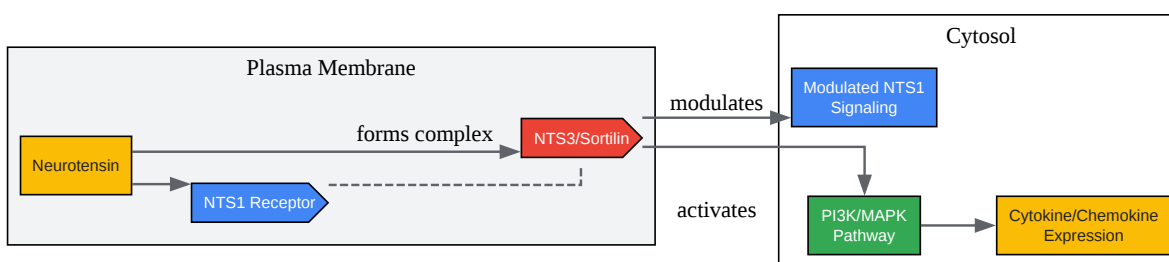 Cytosol
Plasma Membrane
Modulated NTS1
Signaling
modulates
forms complex
NTS3/Sortilin
Neurotensin
NTS1 Receptor
activates
PI3K/MAPK
Pathway
Cytokine/Chemokine
Expression